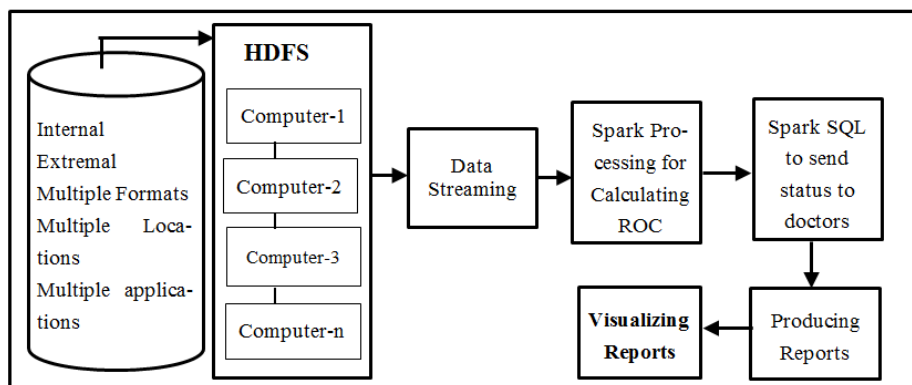 Internal
Extremal
Multiple Formats
Multiple Loca-
tions
Multiple applica-
tions
HDFS
Computer-1
Computer-2
Computer-3
Computer-n
Data
Streaming
Spark Pro-
cessing for
Calculating
ROC
Spark SQL
to send
status to
doctors
Producing
Reports
Visualizing
Reports